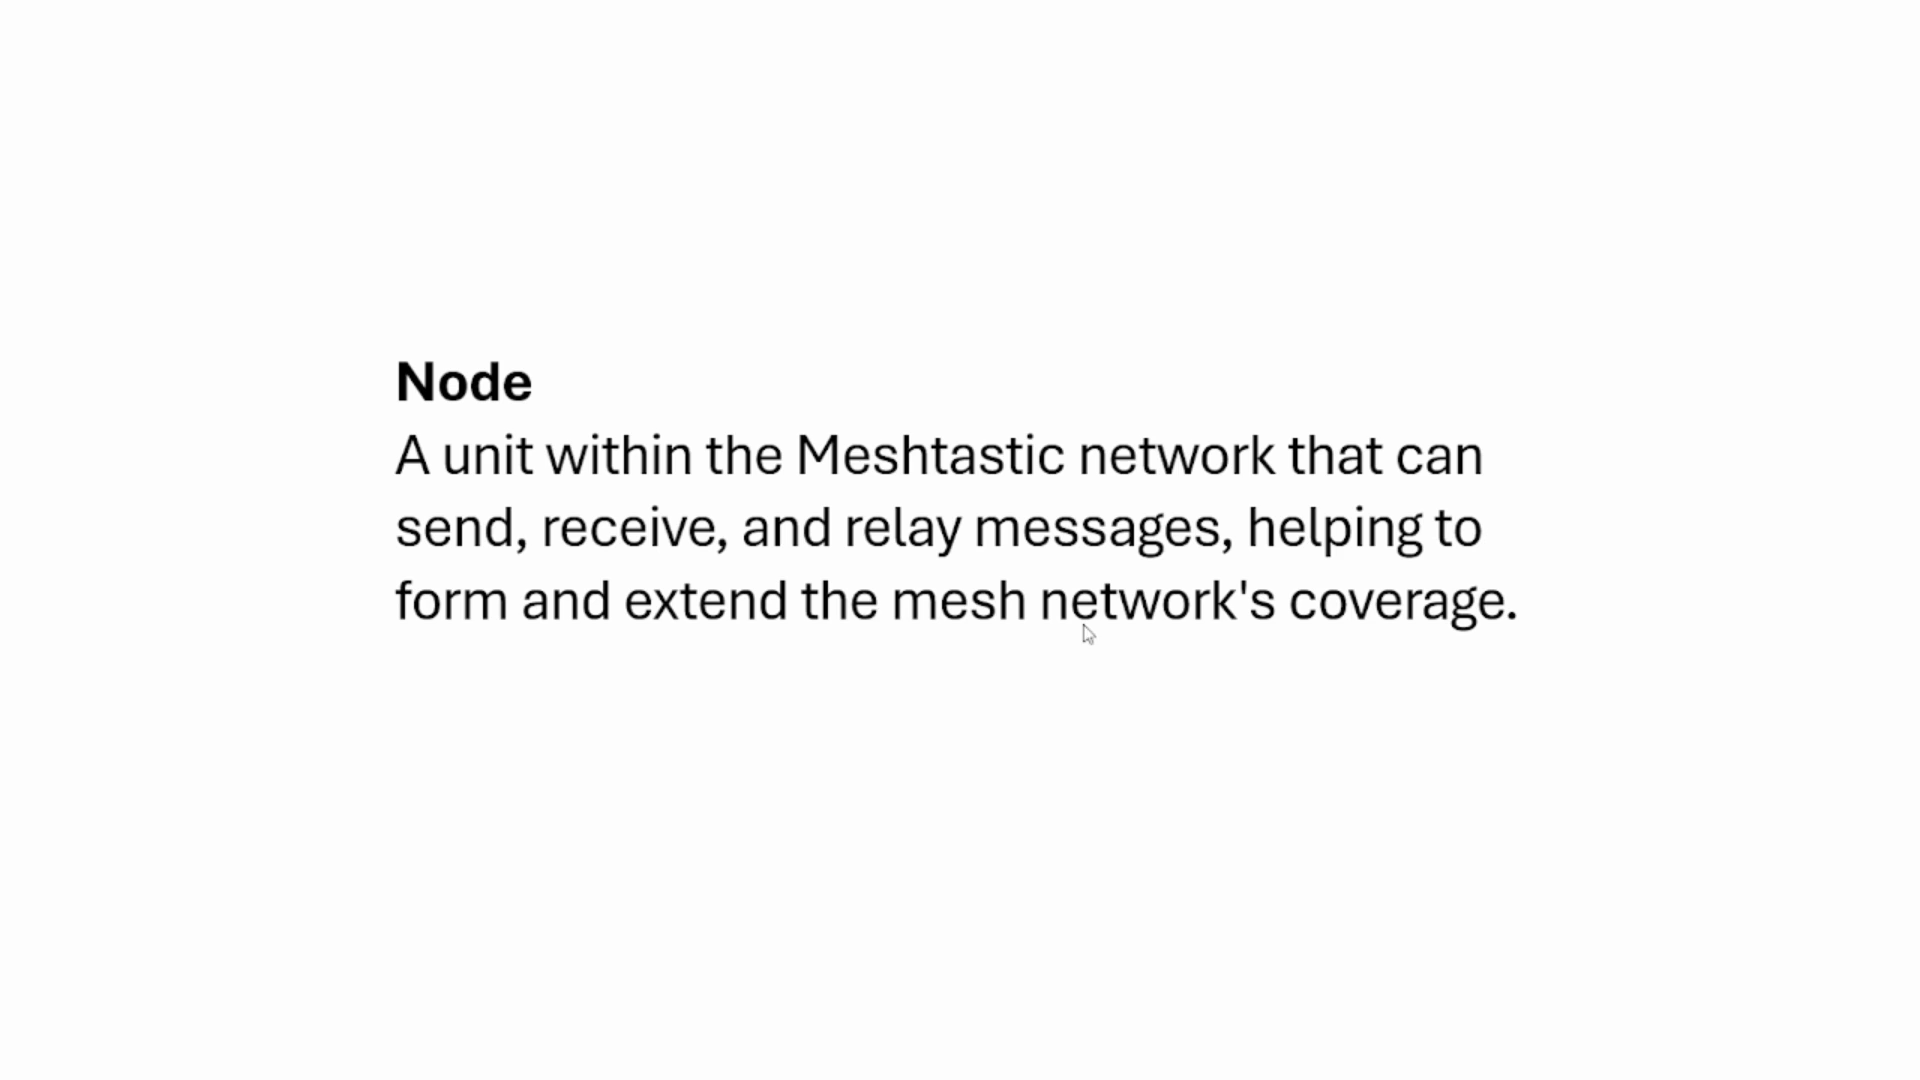 Node
A unit within the Meshtastic network that can
send, receive, and relay messages, helping to
form and extend the mesh network's coverage.